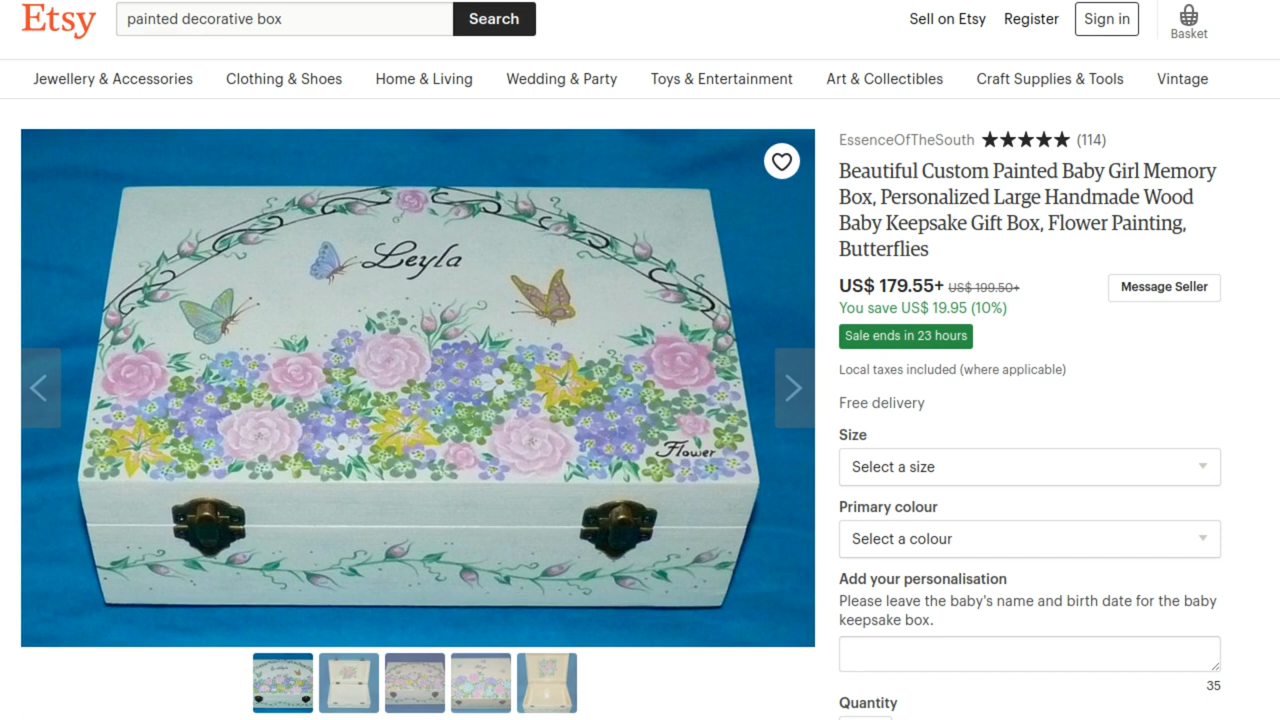 Etsy
painted decorative box
Search
Sell on Etsy
Register
Sign in
Basket
Jewellery & Accessories
Clothing & Shoes
Home & Living
Wedding & Party
Toys & Entertainment
Art & Collectibles
Craft Supplies & Tools
Vintage
Leyla
Flower
EssenceOfTheSouth ★★★★★ (114)
Beautiful Custom Painted Baby Girl Memory
Box, Personalized Large Handmade Wood
Baby Keepsake Gift Box, Flower Painting,
Butterflies
US$ 179.55+ US$ 199.50+
Message Seller
You save US$ 19.95 (10%)
Sale ends in 23 hours
Local taxes included (where applicable)
Free delivery
Size
Select a size
Primary colour
Select a colour
Add your personalisation
Please leave the baby's name and birth date for the baby
keepsake box.
35
Quantity